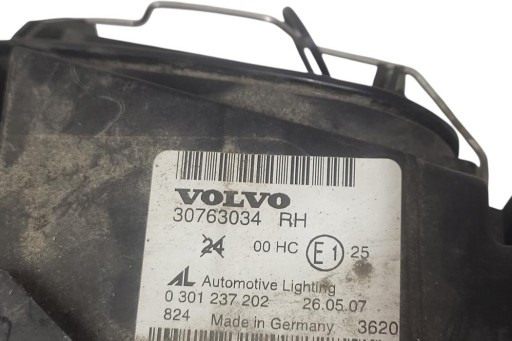 VOLVO
30763034 RH
24 00 HC E1 25
AL Automotive Lighting
0 301 237 202 26.05.07
824 Made in Germany 3620